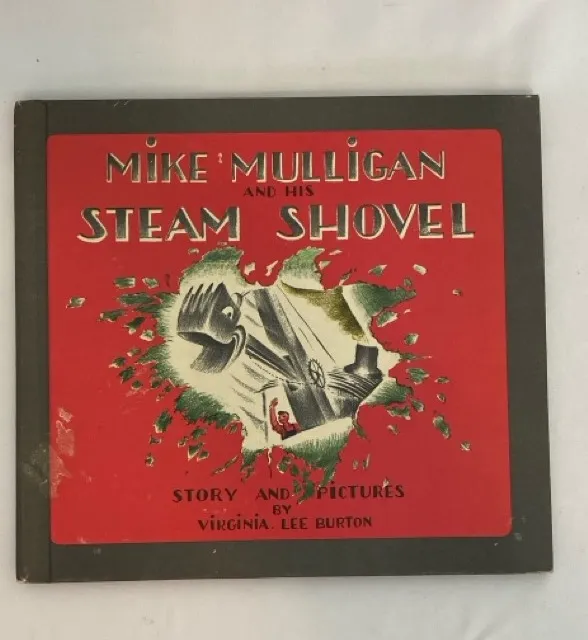 MiKE MULLiGAN
AND HiS
STEAM SHOVEL
STORY AND PICTURES
BY
ViRGiNiA. LEE BURTON